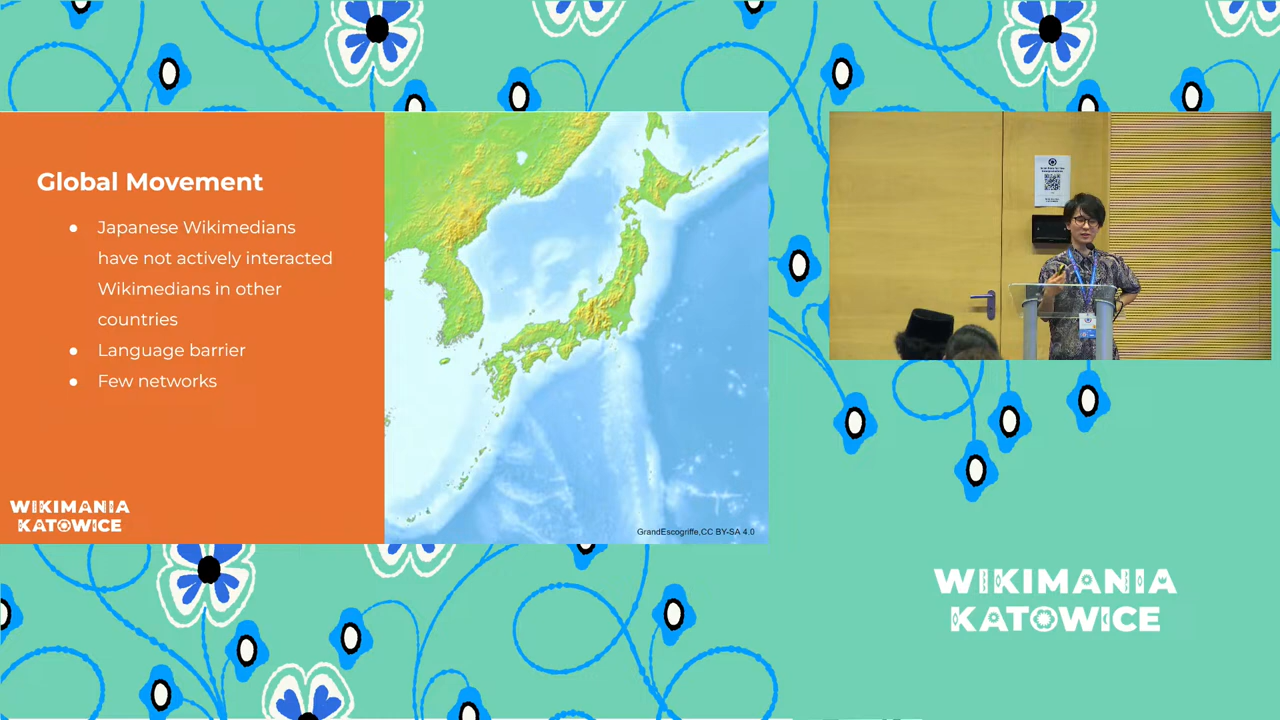 Global Movement
● Japanese Wikimedians
have not actively interacted
Wikimedians in other
countries
● Language barrier
● Few networks
WIKIMANIA
KATOWICE
GrandEscogriffe,CC BY-SA 4.0
WIKIMANIA
KATOWICE